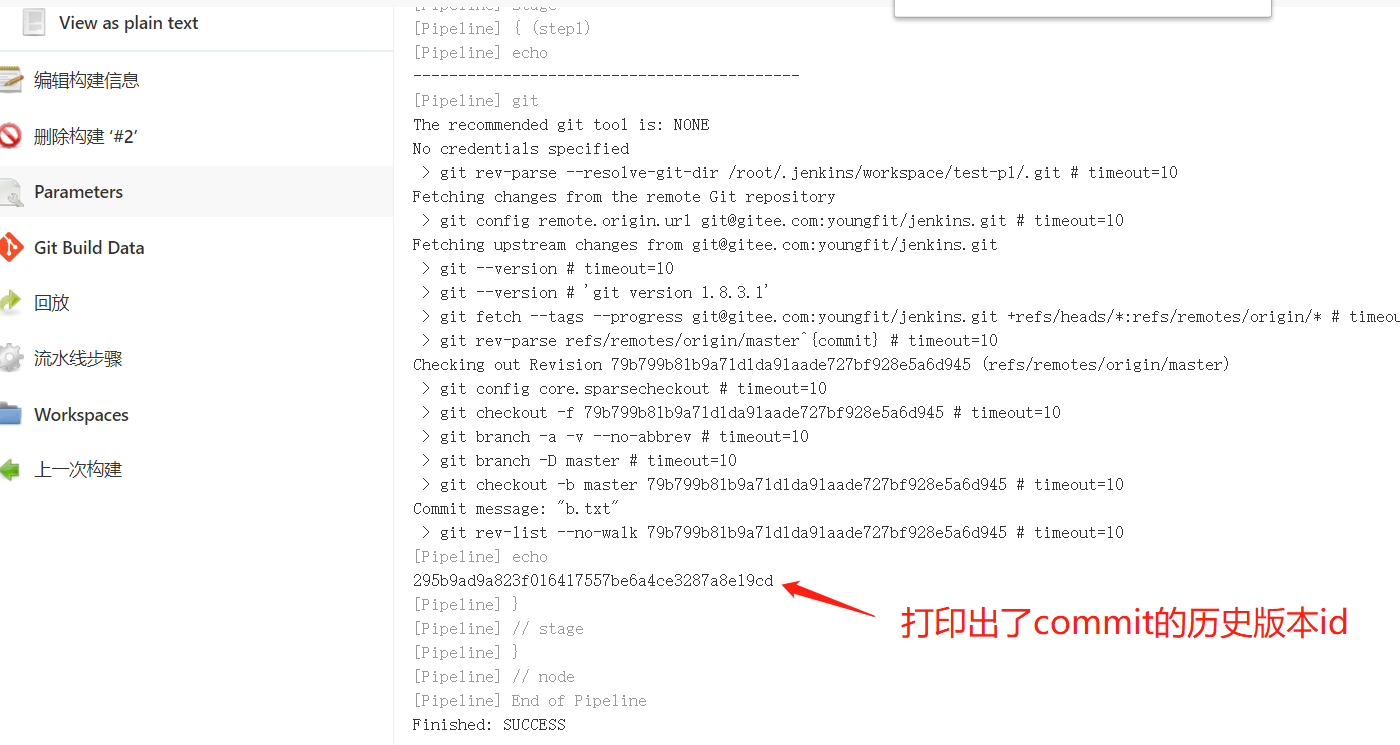 View as plain text
编辑构建信息
删除构建 ‘#2’
Parameters
Git Build Data
回放
流水线步骤
Workspaces
上一次构建
[Pipeline] stage
[Pipeline] { (step1)
[Pipeline] echo
-------------------------------------------
[Pipeline] git
The recommended git tool is: NONE
No credentials specified
> git rev-parse --resolve-git-dir /root/.jenkins/workspace/test-p1/.git # timeout=10
Fetching changes from the remote Git repository
> git config remote.origin.url git@gitee.com:youngfit/jenkins.git # timeout=10
Fetching upstream changes from git@gitee.com:youngfit/jenkins.git
> git --version # timeout=10
> git --version # 'git version 1.8.3.1'
> git fetch --tags --progress git@gitee.com:youngfit/jenkins.git +refs/heads/*:refs/remotes/origin/* # timeou
> git rev-parse refs/remotes/origin/master^{commit} # timeout=10
Checking out Revision 79b799b81b9a71d1da91aade727bf928e5a6d945 (refs/remotes/origin/master)
> git config core.sparsecheckout # timeout=10
> git checkout -f 79b799b81b9a71d1da91aade727bf928e5a6d945 # timeout=10
> git branch -a -v --no-abbrev # timeout=10
> git branch -D master # timeout=10
> git checkout -b master 79b799b81b9a71d1da91aade727bf928e5a6d945 # timeout=10
Commit message: "b.txt"
> git rev-list --no-walk 79b799b81b9a71d1da91aade727bf928e5a6d945 # timeout=10
[Pipeline] echo
295b9ad9a823f016417557be6a4ce3287a8e19cd
打印出了commit的历史版本id
[Pipeline] }
[Pipeline] // stage
[Pipeline] }
[Pipeline] // node
[Pipeline] End of Pipeline
Finished: SUCCESS